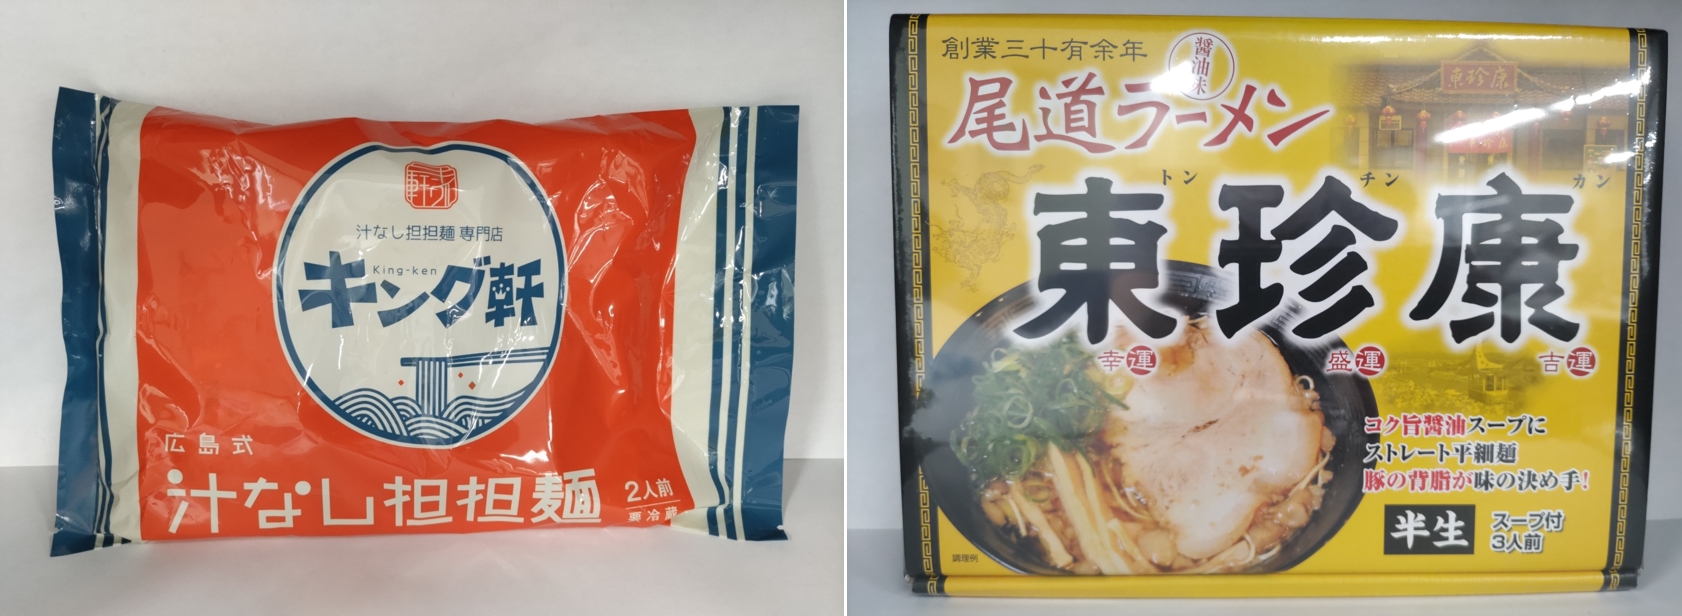 軒
汁なし担担麺 専門店
King-ken
キング軒
広島式
汁なし担担麺
2人前
要冷蔵
創業三十有余年
醤油味
尾道ラーメン
東珍康
トン チン カン
東珍康
幸運 盛運 吉運
コク旨醤油スープに
ストレート平細麺
豚の背脂が味の決め手!
半生
スープ付
3人前
調理例